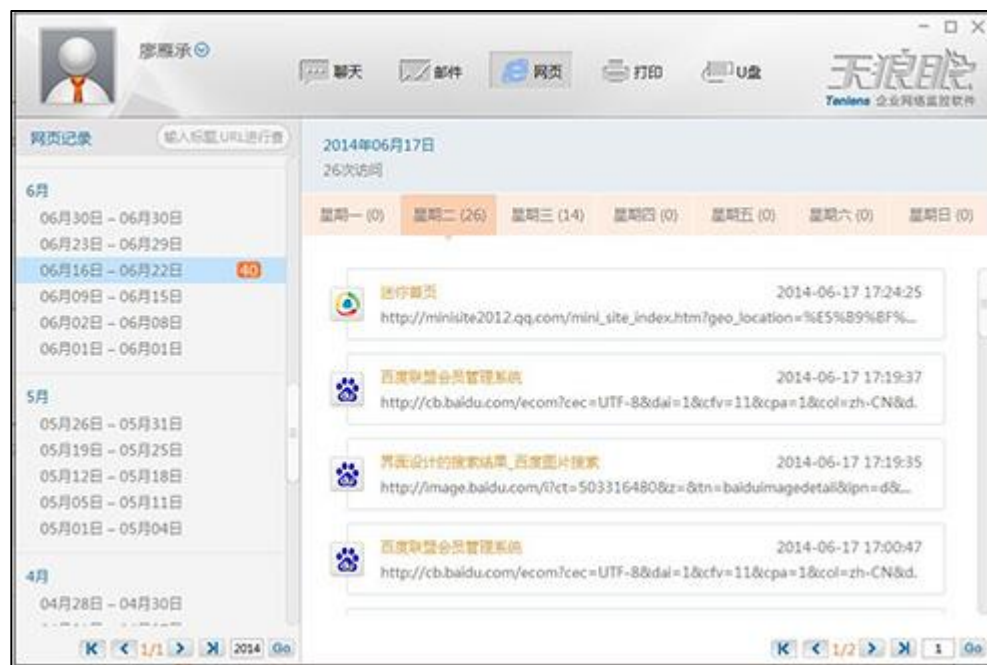 廖雁承
聊天
邮件
网页
打印
U盘
天浪眼
Tenlens 企业网络监控软件
网页记录
输入标题,URL进行查
2014年06月17日
26次访问
6月
06月30日 – 06月30日
06月23日 – 06月29日
06月16日 – 06月22日 40
06月09日 – 06月15日
06月02日 – 06月08日
06月01日 – 06月01日
5月
05月26日 – 05月31日
05月19日 – 05月25日
05月12日 – 05月18日
05月05日 – 05月11日
05月01日 – 05月04日
4月
04月28日 – 04月30日
1/1 2014 Go
星期一 (0) 星期二 (26) 星期三 (14) 星期四 (0) 星期五 (0) 星期六 (0) 星期日 (0)
迷你首页 2014-06-17 17:24:25
http://minisite2012.qq.com/mini_site_index.htm?geo_location=%E5%B9%BF%...
百度联盟会员管理系统 2014-06-17 17:19:37
http://cb.baidu.com/ecom?cec=UTF-8&dai=1&cfv=11&cpa=1&col=zh-CN&d.
界面设计的搜索结果_百度图片搜索 2014-06-17 17:19:35
http://image.baidu.com/i?ct=503316480&z=&tn=baiduimagedetail&ipn=d&...
百度联盟会员管理系统 2014-06-17 17:00:47
http://cb.baidu.com/ecom?cec=UTF-8&dai=1&cfv=11&cpa=1&col=zh-CN&d.
1/2 1 Go